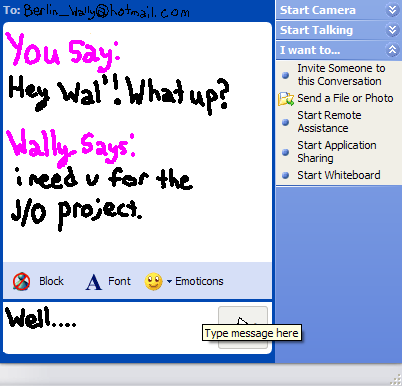 To: Berlin_Wally@hotmail.com
You Say:
Hey Wal'! What up?
Wally Says:
i need u for the
J/O project.
Block
Font
Emoticons
Well....
Type message here
Start Camera
Start Talking
I want to...
Invite Someone to
this Conversation
Send a File or Photo
Start Remote
Assistance
Start Application
Sharing
Start Whiteboard